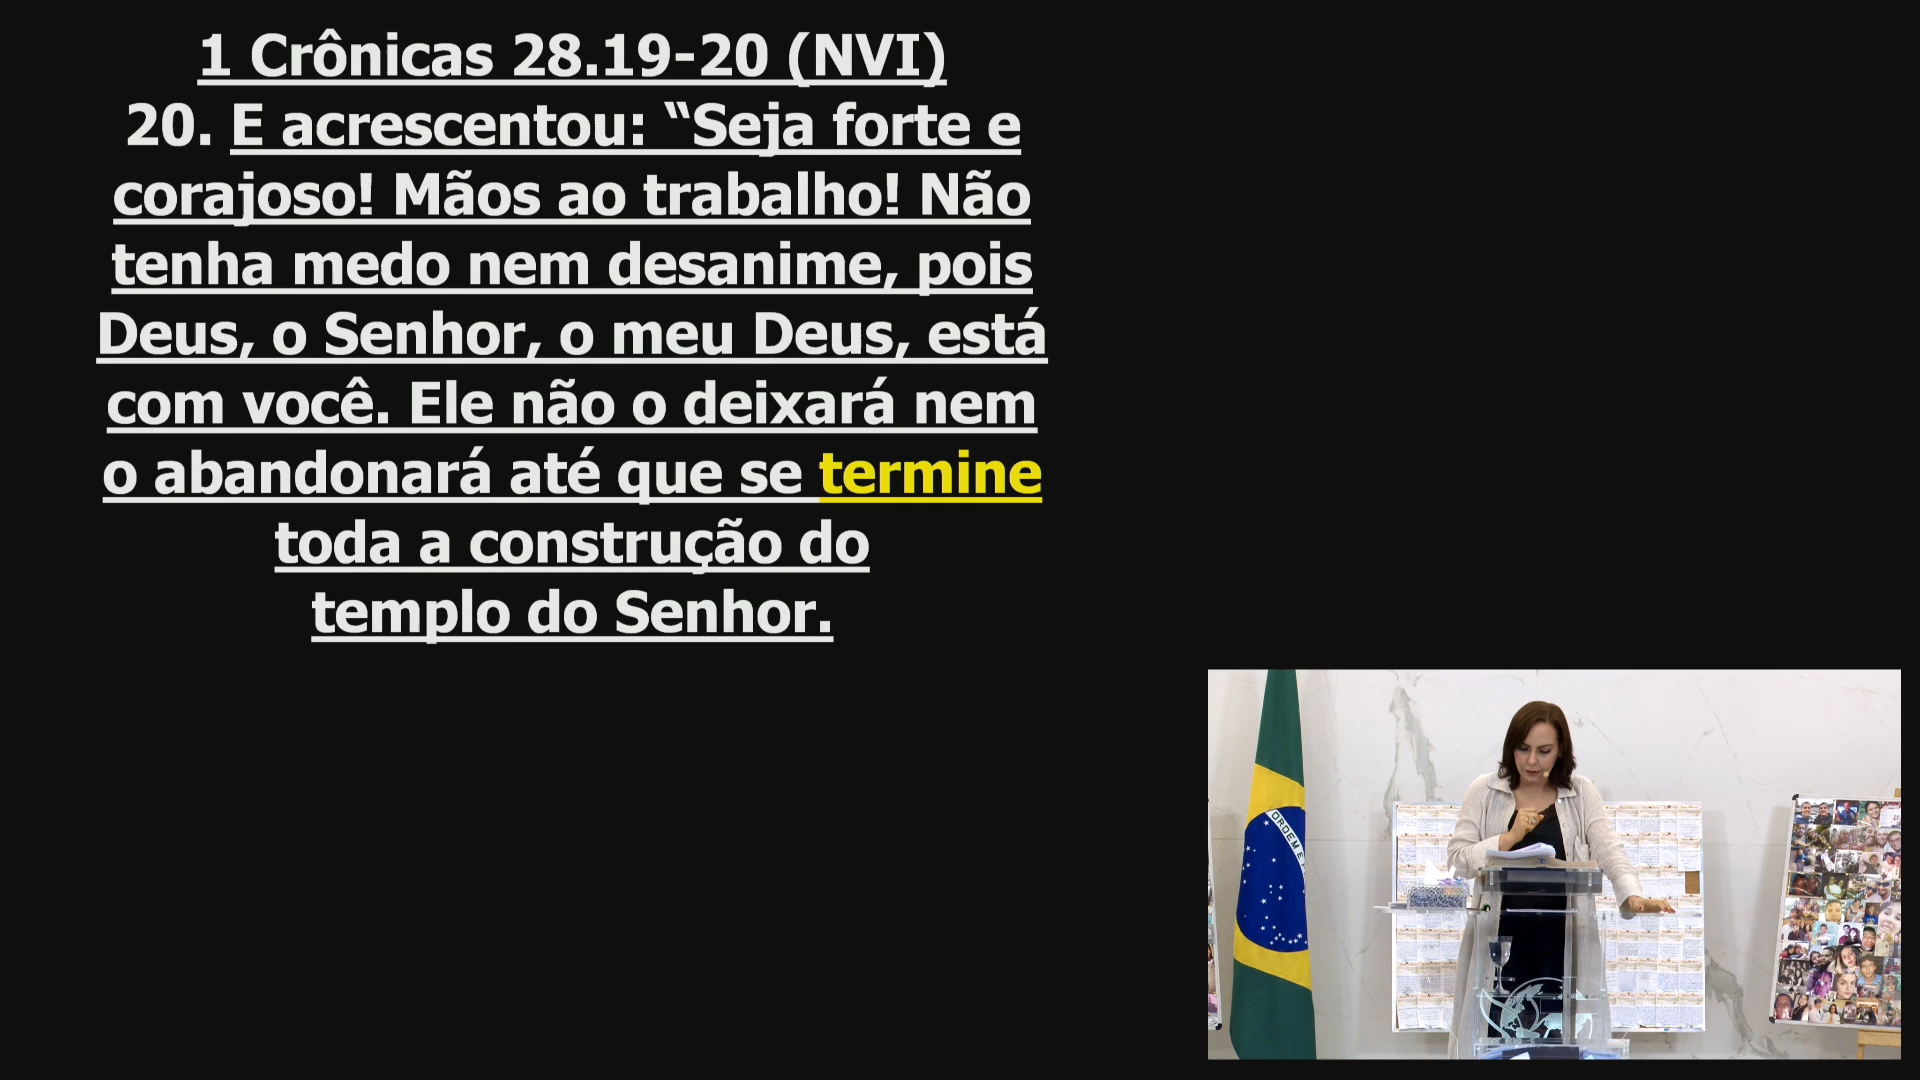 1 Crônicas 28.19-20 (NVI)
20. E acrescentou: “Seja forte e
corajoso! Mãos ao trabalho! Não
tenha medo nem desanime, pois
Deus, o Senhor, o meu Deus, está
com você. Ele não o deixará nem
o abandonará até que se termine
toda a construção do
templo do Senhor.
ORDEM E